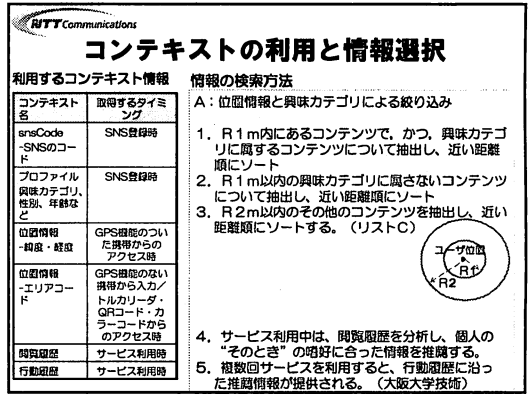 NTT Communications
コンテキストの利用と情報選択
利用するコンテキスト情報
コンテキスト
名
取得するタイミ
ング
snsCode
-SNSのコー
ド
SNS登録時
プロファイル
興味カテゴリ、
性別、年齢な
ど
SNS登録時
位置情報
-緯度・経度
GPS機能のつい
た携帯からの
アクセス時
位置情報
-エリアコー
ド
GPS機能のない
携帯から入力/
トルカリーダ・
QRコード・カ
ラーコードから
のアクセス時
閲覧履歴
サービス利用時
行動履歴
サービス利用時
情報の検索方法
A：位置情報と興味カテゴリによる絞り込み
1．R1m内にあるコンテンツで、かつ，興味カテゴ
リに属するコンテンツについて抽出し、近い距離
順にソート
2．R1m以内の興味カテゴリに属さないコンテンツ
について抽出し、近い距離順にソート
3．R2m以内のその他のコンテンツを抽出し、近い
距離順にソートする。（リストC）
ユーザ位置
R1
R2
4．サービス利用中は、閲覧履歴を分析し、個人の
“そのとき”の嗜好に合った情報を推薦する。
5．複数回サービスを利用すると、行動履歴に沿っ
た推薦情報が提供される。（大阪大学技術）